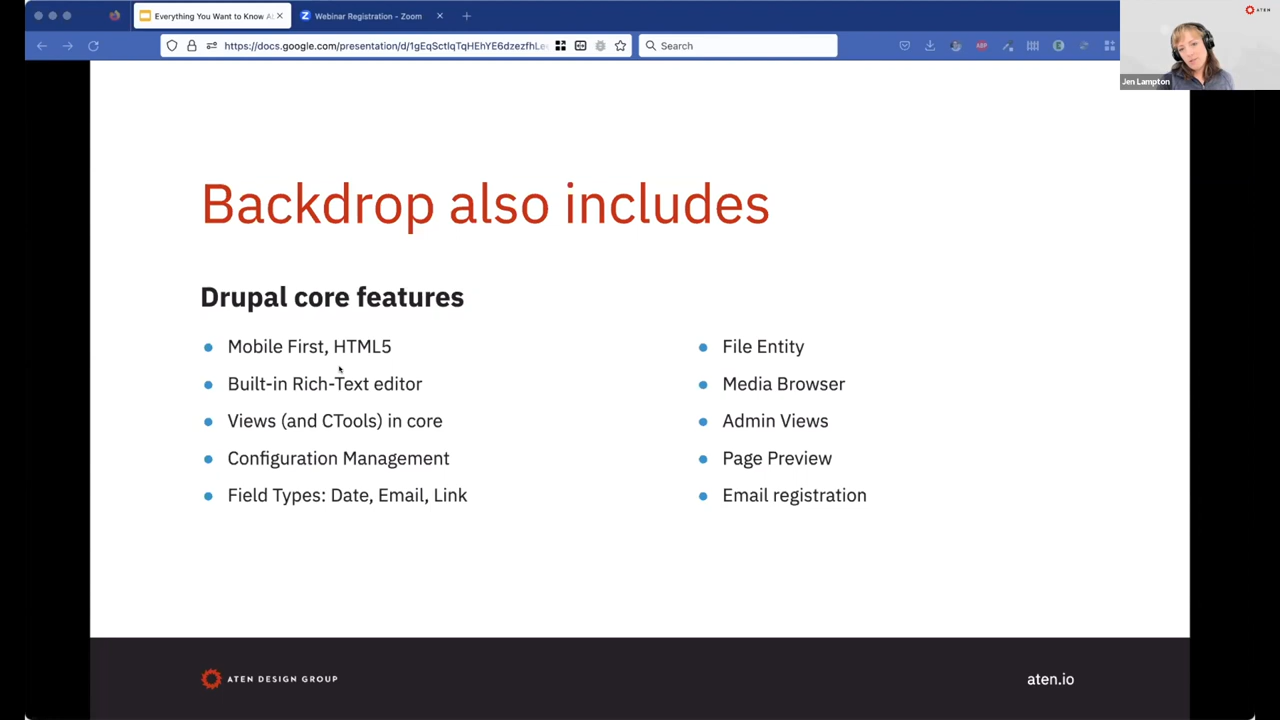 Everything You Want to Know A
Webinar Registration - Zoom
https://docs.google.com/presentation/d/1gEqSctlqTqHEhYE6dzezfhLe
Search
ATEN
Jen Lampton
Backdrop also includes
Drupal core features
Mobile First, HTML5
Built-in Rich-Text editor
Views (and CTools) in core
Configuration Management
Field Types: Date, Email, Link
File Entity
Media Browser
Admin Views
Page Preview
Email registration
ATEN DESIGN GROUP
aten.io